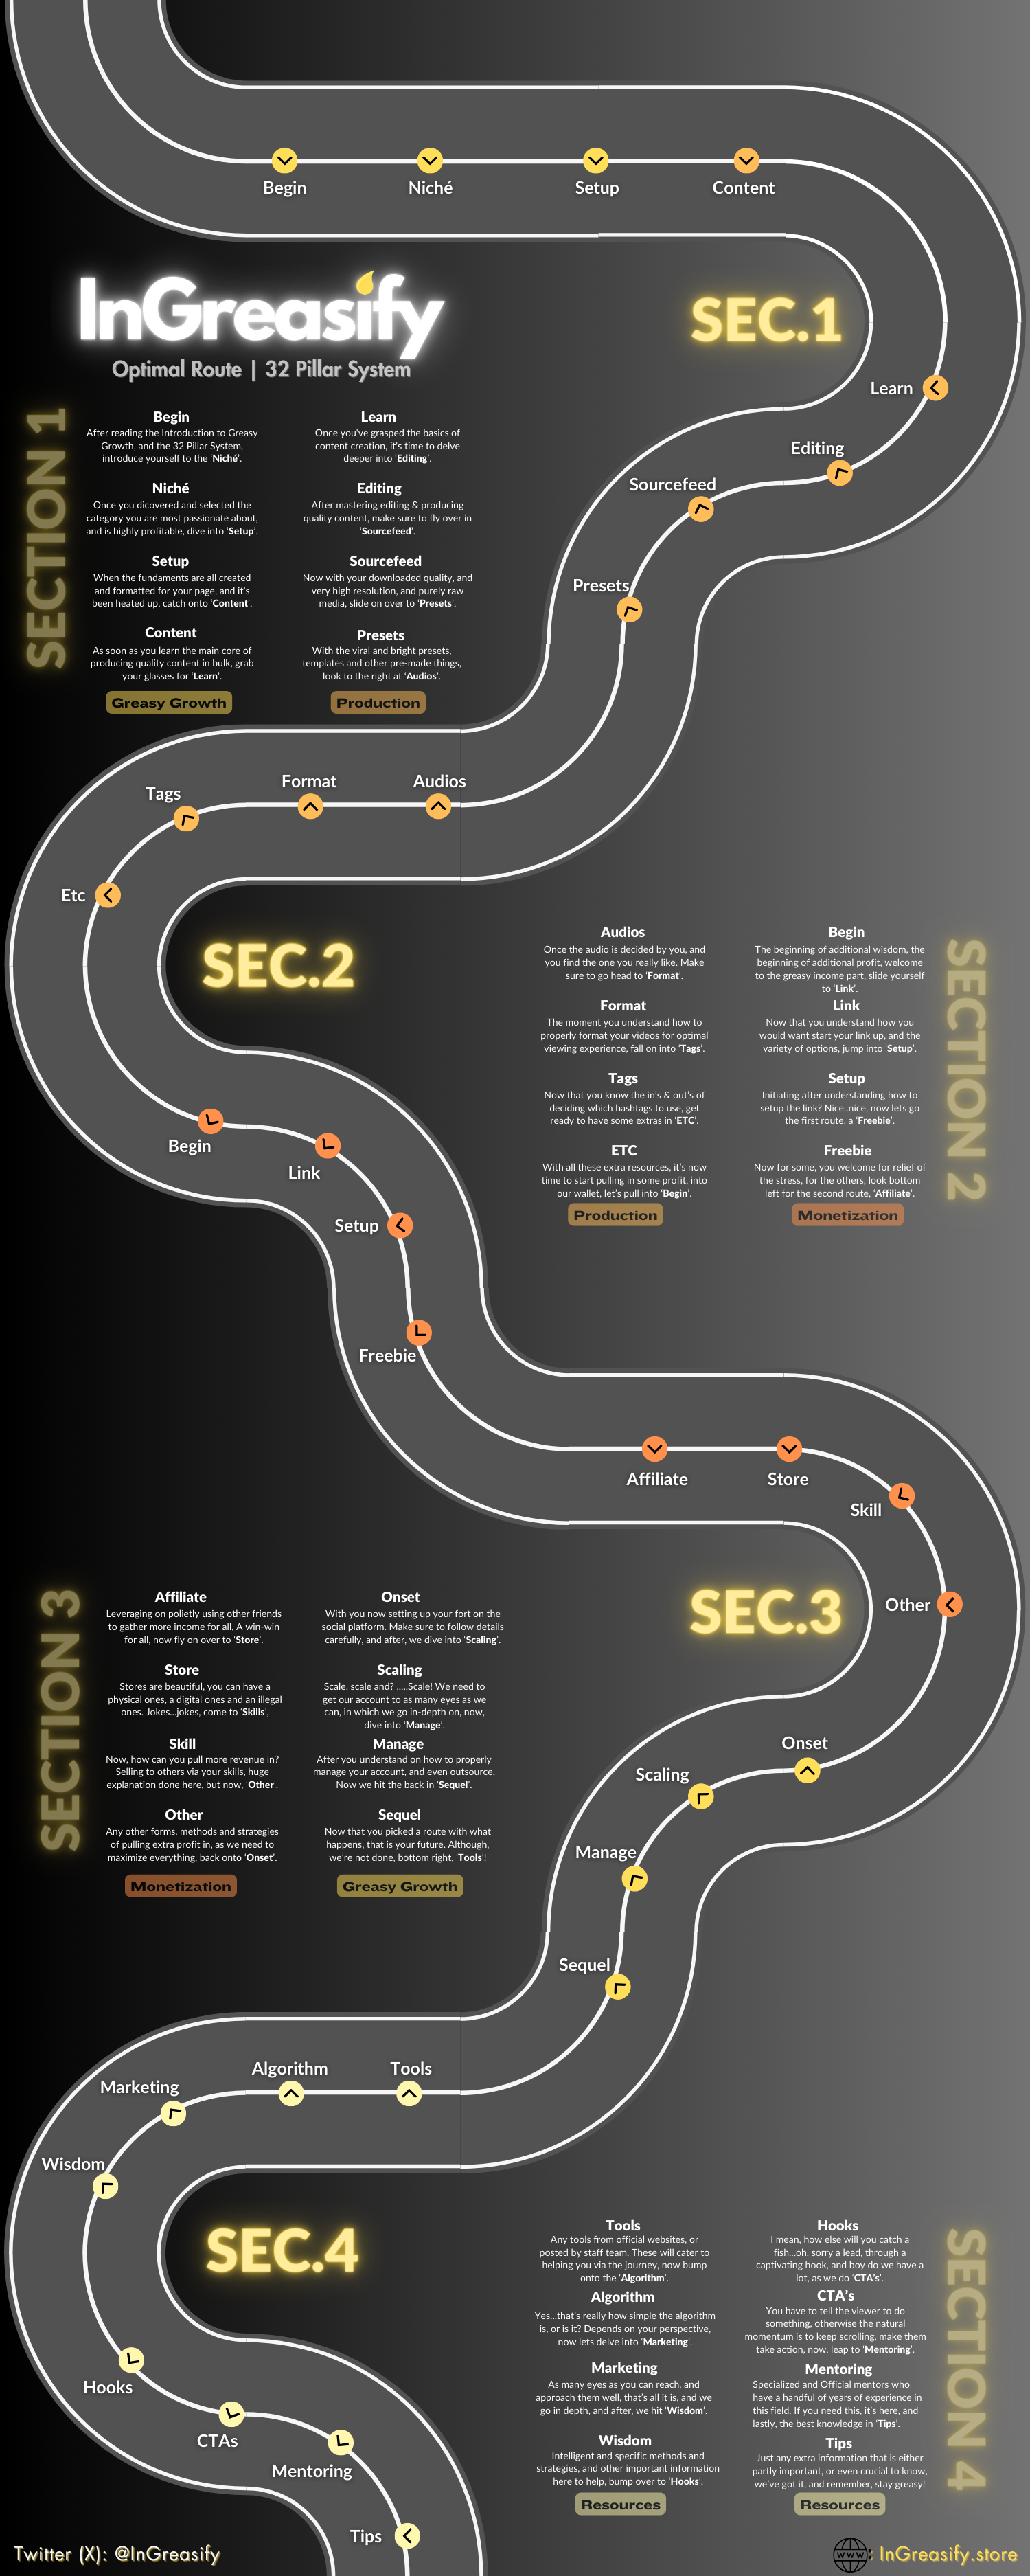 Begin
Niché
Setup
Content
InGreasify
Optimal Route | 32 Pillar System
SEC.1
Learn
Editing
Sourcefeed
Presets
SECTION 1
Begin
After reading the Introduction to Greasy
Growth, and the 32 Pillar System,
introduce yourself to the 'Niché'.
Niché
Once you dicovered and selected the
category you are most passionate about,
and is highly profitable, dive into 'Setup'.
Setup
When the fundaments are all created
and formatted for your page, and it's
been heated up, catch onto 'Content'.
Content
As soon as you learn the main core of
producing quality content in bulk, grab
your glasses for 'Learn'.
Greasy Growth
Learn
Once you've grasped the basics of
content creation, it's time to delve
deeper into 'Editing'.
Editing
After mastering editing & producing
quality content, make sure to fly over in
'Sourcefeed'.
Sourcefeed
Now with your downloaded quality, and
very high resolution, and purely raw
media, slide on over to 'Presets'.
Presets
With the viral and bright presets,
templates and other pre-made things,
look to the right at 'Audios'.
Production
Audios
Format
Tags
Etc
SEC.2
Begin
Link
Setup
Freebie
Audios
Once the audio is decided by you, and
you find the one you really like. Make
sure to go head to 'Format'.
Format
The moment you understand how to
properly format your videos for optimal
viewing experience, fall on into 'Tags'.
Tags
Now that you know the in's & out's of
deciding which hashtags to use, get
ready to have some extras in 'ETC'.
ETC
With all these extra resources, it's now
time to start pulling in some profit, into
our wallet, let's pull into 'Begin'.
Production
Begin
The beginning of additional wisdom, the
beginning of additional profit, welcome
to the greasy income part, slide yourself
to 'Link'.
Link
Now that you understand how you
would want start your link up, and the
variety of options, jump into 'Setup'.
Setup
Initiating after understanding how to
setup the link? Nice..nice, now lets go
the first route, a 'Freebie'.
Freebie
Now for some, you welcome for relief of
the stress, for the others, look bottom
left for the second route, 'Affiliate'.
Monetization
SECTION 2
Affiliate
Store
Skill
Other
SEC.3
Onset
Scaling
Manage
Sequel
SECTION 3
Affiliate
Leveraging on polietly using other friends
to gather more income for all, A win-win
for all, now fly on over to 'Store'.
Store
Stores are beautiful, you can have a
physical ones, a digital ones and an illegal
ones. Jokes...jokes, come to 'Skills',
Skill
Now, how can you pull more revenue in?
Selling to others via your skills, huge
explanation done here, but now, 'Other'.
Other
Any other forms, methods and strategies
of pulling extra profit in, as we need to
maximize everything, back onto 'Onset'.
Monetization
Onset
With you now setting up your fort on the
social platform. Make sure to follow details
carefully, and after, we dive into 'Scaling'.
Scaling
Scale, scale and? .....Scale! We need to
get our account to as many eyes as we
can, in which we go in-depth on, now,
dive into 'Manage'.
Manage
After you understand on how to properly
manage your account, and even outsource.
Now we hit the back in 'Sequel'.
Sequel
Now that you picked a route with what
happens, that is your future. Although,
we're not done, bottom right, 'Tools'!
Greasy Growth
Tools
Algorithm
Marketing
Wisdom
SEC.4
Hooks
CTAs
Mentoring
Tips
Tools
Any tools from official websites, or
posted by staff team. These will cater to
helping you via the journey, now bump
onto the 'Algorithm'.
Algorithm
Yes...that's really how simple the algorithm
is, or is it? Depends on your perspective,
now lets delve into 'Marketing'.
Marketing
As many eyes as you can reach, and
approach them well, that's all it is, and we
go in depth, and after, we hit 'Wisdom'.
Wisdom
Intelligent and specific methods and
strategies, and other important information
here to help, bump over to 'Hooks'.
Resources
Hooks
I mean, how else will you catch a
fish...oh, sorry a lead, through a
captivating hook, and boy do we have a
lot, as we do 'CTA's'.
CTA's
You have to tell the viewer to do
something, otherwise the natural
momentum is to keep scrolling, make them
take action, now, leap to 'Mentoring'.
Mentoring
Specialized and Official mentors who
have a handful of years of experience in
this field. If you need this, it's here, and
lastly, the best knowledge in 'Tips'.
Tips
Just any extra information that is either
partly important, or even crucial to know,
we've got it, and remember, stay greasy!
Resources
SECTION 4
Twitter (X): @InGreasify
WWW : InGreasify.store